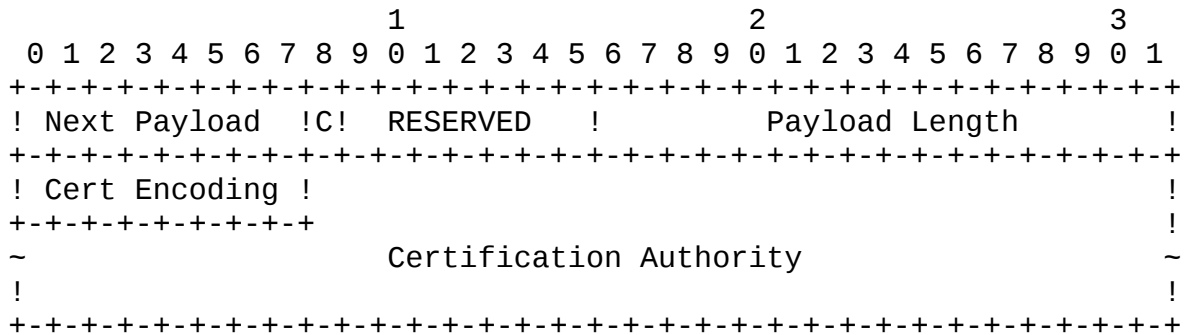 1                   2                   3
 0 1 2 3 4 5 6 7 8 9 0 1 2 3 4 5 6 7 8 9 0 1 2 3 4 5 6 7 8 9 0 1
+-+-+-+-+-+-+-+-+-+-+-+-+-+-+-+-+-+-+-+-+-+-+-+-+-+-+-+-+-+-+-+-+
! Next Payload  !C!  RESERVED   !         Payload Length        !
+-+-+-+-+-+-+-+-+-+-+-+-+-+-+-+-+-+-+-+-+-+-+-+-+-+-+-+-+-+-+-+-+
! Cert Encoding !                                               !
+-+-+-+-+-+-+-+-+                                               !
~                    Certification Authority                    ~
!                                                               !
+-+-+-+-+-+-+-+-+-+-+-+-+-+-+-+-+-+-+-+-+-+-+-+-+-+-+-+-+-+-+-+-+